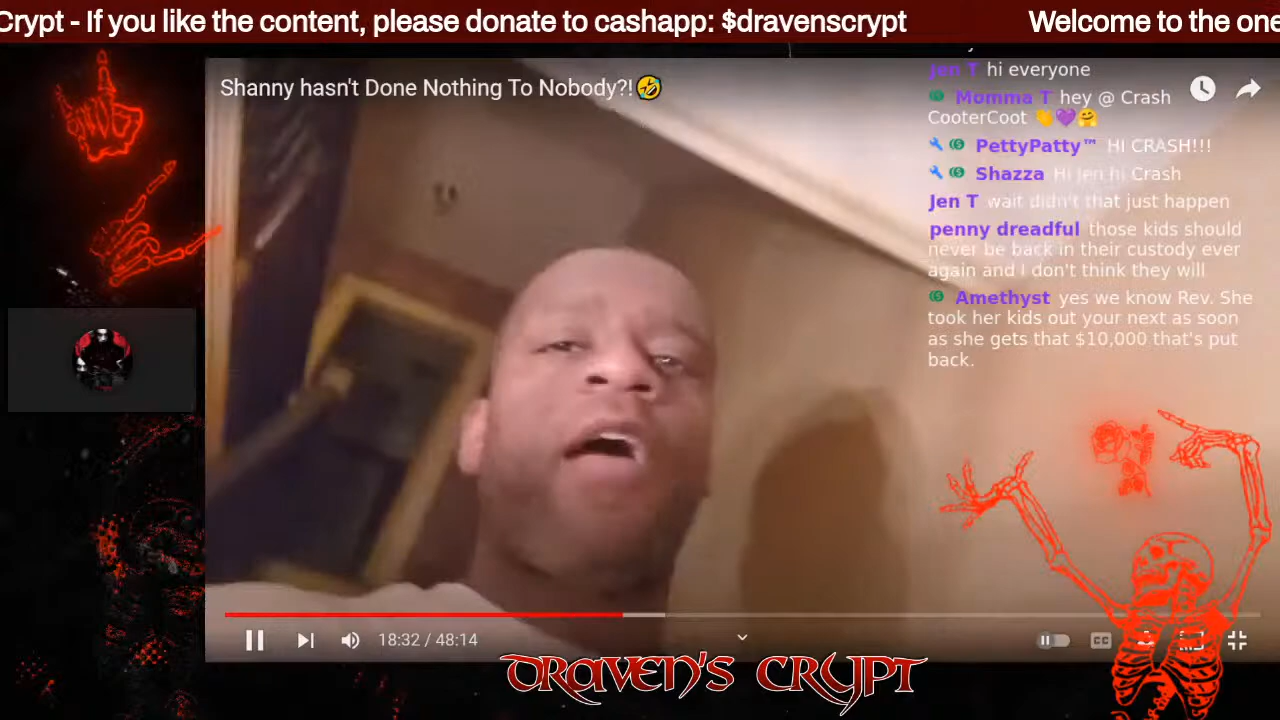 Crypt - If you like the content, please donate to cashapp: $dravenscrypt
Welcome to the one
Shanny hasn't Done Nothing To Nobody?!🤣
Jen T hi everyone
Momma T hey @ Crash
CooterCoot 👏💜🤗
PettyPatty™ HI CRASH!!!
Shazza Hi Jen hi Crash
Jen T wait didn't that just happen
penny dreadful those kids should
never be back in their custody ever
again and I don't think they will
Amethyst yes we know Rev. She
took her kids out your next as soon
as she gets that $10,000 that's put
back.
18:32 / 48:14
CC
DRAVEN'S CRYPT